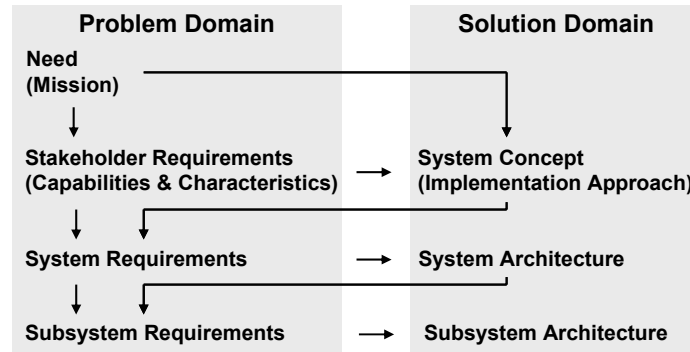 Problem Domain
Solution Domain
Need
(Mission)
Stakeholder Requirements
(Capabilities & Characteristics)
System Concept
(Implementation Approach)
System Requirements
System Architecture
Subsystem Requirements
Subsystem Architecture